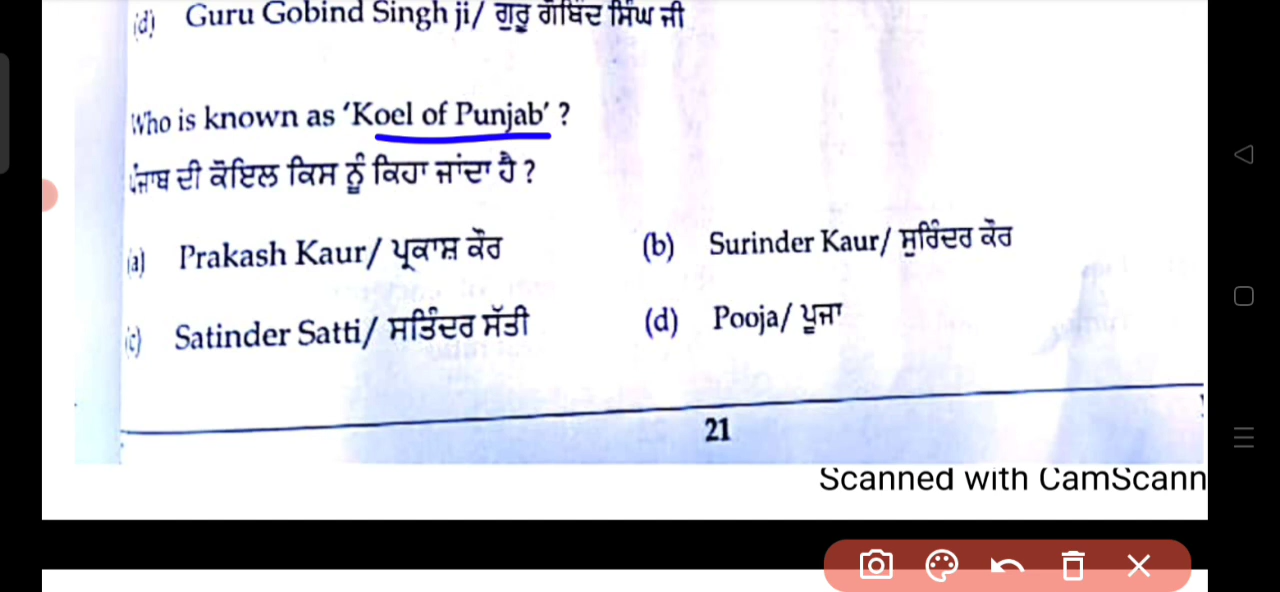 (d) Guru Gobind Singh ji/ ਗੁਰੂ ਗੋਬਿੰਦ ਸਿੰਘ ਜੀ
Who is known as ‘Koel of Punjab’ ?
ਪੰਜਾਬ ਦੀ ਕੋਇਲ ਕਿਸ ਨੂੰ ਕਿਹਾ ਜਾਂਦਾ ਹੈ ?
(a) Prakash Kaur/ ਪ੍ਰਕਾਸ਼ ਕੌਰ (b) Surinder Kaur/ ਸੁਰਿੰਦਰ ਕੌਰ
(c) Satinder Satti/ ਸਤਿੰਦਰ ਸੱਤੀ (d) Pooja/ ਪੂਜਾ
21
Scanned with CamScann